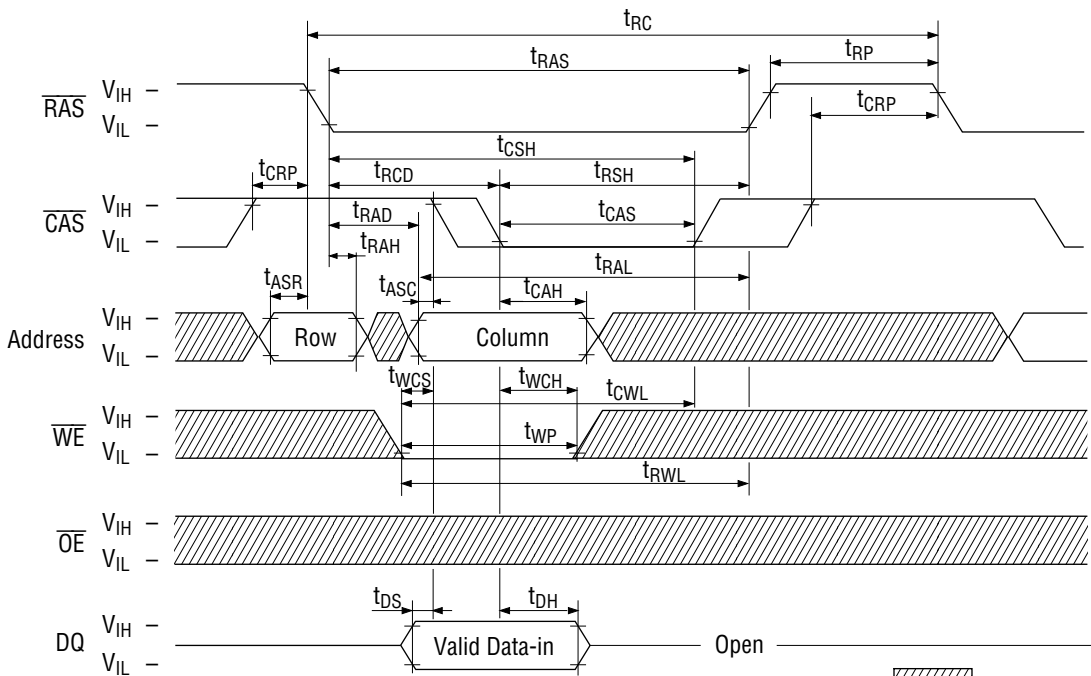 tRC
tRAS
tRP
RAS VIH –
VIL –
tCRP
tCSH
tCRP
tRCD
tRSH
CAS VIH –
VIL –
tRAD
tCAS
tRAH
tRAL
tASR
tASC
tCAH
Address VIH –
VIL –
Row
Column
tWCS
tWCH
tCWL
WE VIH –
VIL –
tWP
tRWL
OE VIH –
VIL –
tDS
tDH
DQ VIH –
VIL –
Valid Data-in
Open